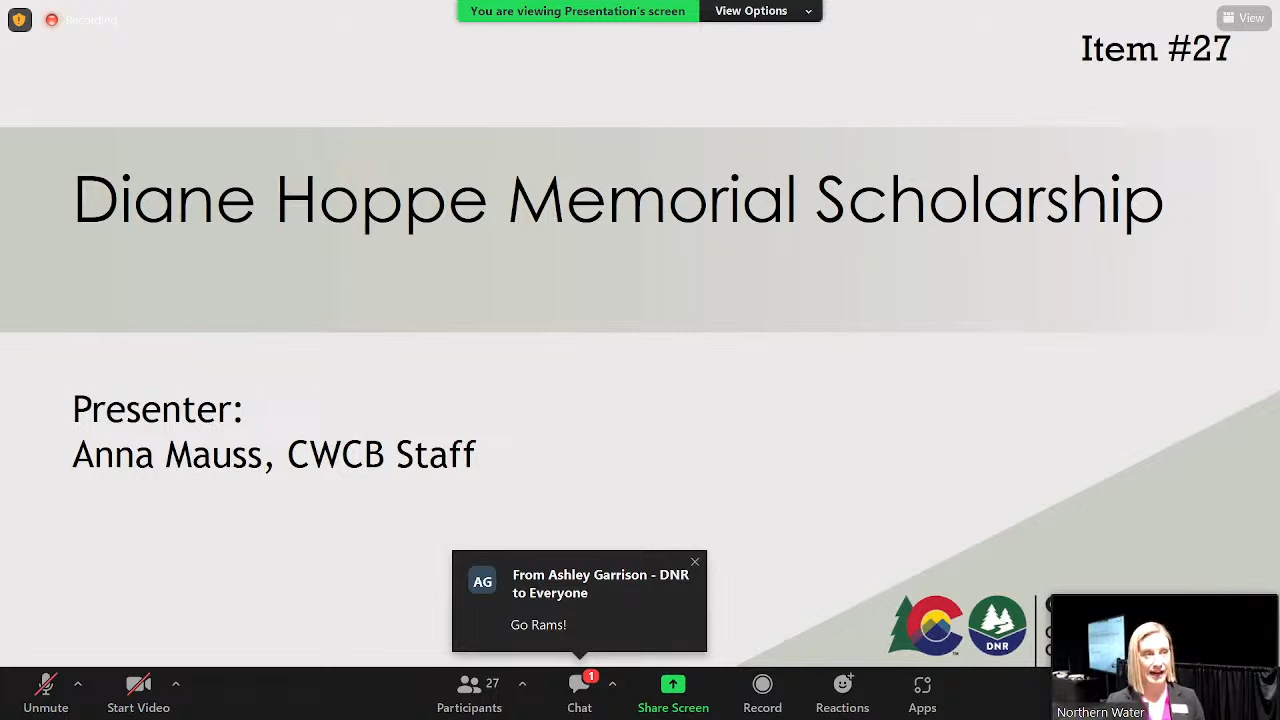 Recording
You are viewing Presentation's screen
View Options
View
Item #27
Diane Hoppe Memorial Scholarship
Presenter:
Anna Mauss, CWCB Staff
AG
From Ashley Garrison - DNR
to Everyone
Go Rams!
C
DNR
Northern Water
Unmute
Start Video
27
Participants
1
Chat
Share Screen
Record
Reactions
Apps